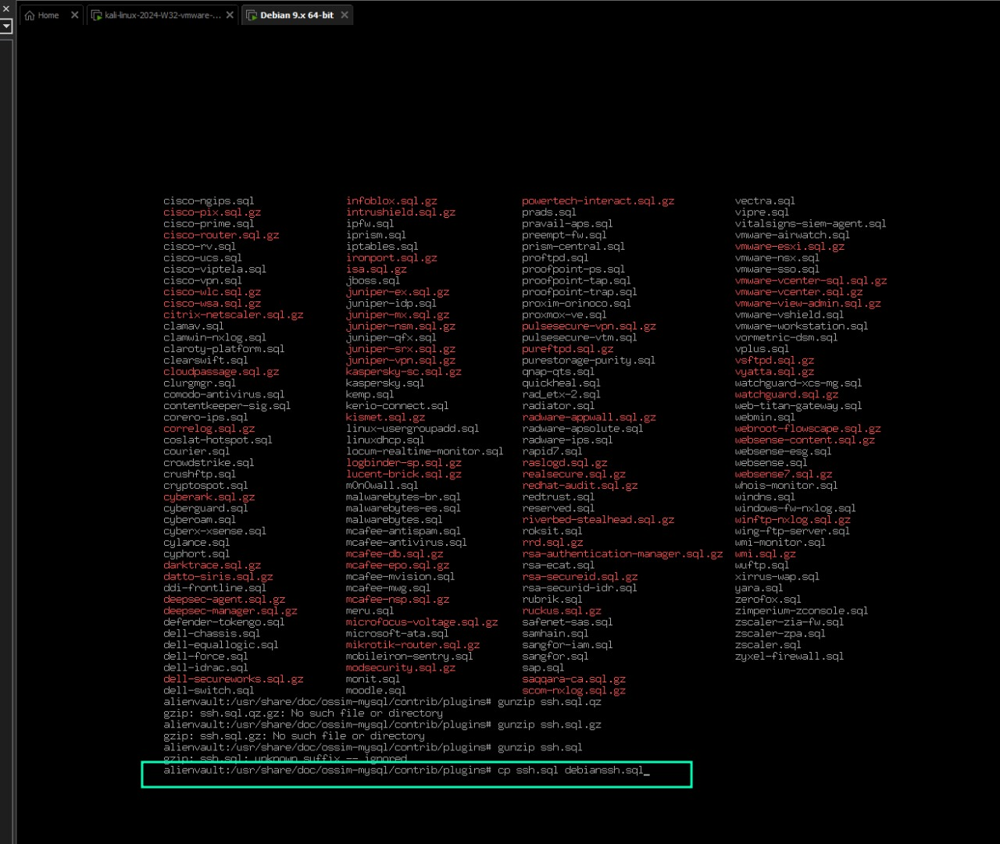 Home kali-linux-2024-W32-vmware-... Debian 9.x 64-bit
cisco-ngips.sql infoblox.sql.gz powertech-interact.sql.gz vectra.sql
cisco-pix.sql.gz intrushield.sql.gz prads.sql vipre.sql
cisco-prime.sql ipfw.sql pravail-aps.sql vitalsigns-siem-agent.sql
cisco-router.sql.gz iprism.sql preempt-fw.sql vmware-airwatch.sql
cisco-rv.sql iptables.sql prism-central.sql vmware-esxi.sql.gz
cisco-ucs.sql ironport.sql.gz proftpd.sql vmware-nsx.sql
cisco-viptela.sql isa.sql.gz proofpoint-ps.sql vmware-sso.sql
cisco-vpn.sql jboss.sql proofpoint-tap.sql vmware-vcenter-sql.sql.gz
cisco-wlc.sql.gz juniper-ex.sql.gz proofpoint-trap.sql vmware-vcenter.sql.gz
cisco-wsa.sql.gz juniper-idp.sql proxim-orinoco.sql vmware-view-admin.sql.gz
citrix-netscaler.sql.gz juniper-mx.sql.gz proxmox-ve.sql vmware-vshield.sql
clamav.sql juniper-nsm.sql.gz pulsesecure-vpn.sql.gz vmware-workstation.sql
clamwin-nxlog.sql juniper-qfx.sql pulsesecure-vtm.sql vormetric-dsm.sql
claroty-platform.sql juniper-srx.sql.gz pureftpd.sql.gz vplus.sql
clearswift.sql juniper-vpn.sql.gz purestorage-purity.sql vsftpd.sql.gz
cloudpassage.sql.gz kaspersky-sc.sql.gz qnap-qts.sql vyatta.sql.gz
clurgmgr.sql kaspersky.sql quickheal.sql watchguard-xcs-mg.sql
comodo-antivirus.sql kemp.sql rad_etx-2.sql watchguard.sql.gz
contentkeeper-sig.sql kerio-connect.sql radiator.sql web-titan-gateway.sql
corero-ips.sql kismet.sql.gz radware-appwall.sql.gz webmin.sql
correlog.sql.gz linux-usergroupadd.sql radware-apsolute.sql webroot-flowscape.sql.gz
coslat-hotspot.sql linuxdhcp.sql radware-ips.sql websense-content.sql.gz
courier.sql locum-realtime-monitor.sql rapid7.sql websense-esg.sql
crowdstrike.sql logbinder-sp.sql.gz raslogd.sql.gz websense.sql
crushftp.sql lucent-brick.sql.gz realsecure.sql.gz websense7.sql.gz
cryptospot.sql m0n0wall.sql redhat-audit.sql.gz whois-monitor.sql
cyberark.sql.gz malwarebytes-br.sql redtrust.sql windns.sql
cyberguard.sql malwarebytes-es.sql reserved.sql windows-fw-nxlog.sql
cyberoam.sql malwarebytes.sql riverbed-stealhead.sql.gz winftp-nxlog.sql.gz
cyberx-xsense.sql mcafee-antispam.sql roksit.sql wing-ftp-server.sql
cylance.sql mcafee-antivirus.sql rrd.sql.gz wmi-monitor.sql
cyphort.sql mcafee-db.sql.gz rsa-authentication-manager.sql.gz wmi.sql.gz
darktrace.sql.gz mcafee-epo.sql.gz rsa-ecat.sql wuftp.sql
datto-siris.sql.gz mcafee-mvision.sql rsa-secureid.sql.gz xirrus-wap.sql
ddi-frontline.sql mcafee-mwg.sql rsa-securid-idr.sql yara.sql
deepsec-agent.sql.gz mcafee-nsp.sql.gz rubrik.sql zerofox.sql
deepsec-manager.sql.gz meru.sql ruckus.sql.gz zimperium-zconsole.sql
defender-tokengo.sql microfocus-voltage.sql.gz safenet-sas.sql zscaler-zia-fw.sql
dell-chassis.sql microsoft-ata.sql samhain.sql zscaler-zpa.sql
dell-equallogic.sql mikrotik-router.sql.gz sangfor-iam.sql zscaler.sql
dell-force.sql mobileiron-sentry.sql sangfor.sql zyxel-firewall.sql
dell-idrac.sql modsecurity.sql.gz sap.sql
dell-secureworks.sql.gz monit.sql saqqara-ca.sql.gz
dell-switch.sql moodle.sql scom-nxlog.sql.gz
alienvault:/usr/share/doc/ossim-mysql/contrib/plugins# gunzip ssh.sql.qz
gzip: ssh.sql.qz.gz: No such file or directory
alienvault:/usr/share/doc/ossim-mysql/contrib/plugins# gunzip ssh.sql.gz
gzip: ssh.sql.gz: No such file or directory
alienvault:/usr/share/doc/ossim-mysql/contrib/plugins# gunzip ssh.sql
gzip: ssh.sql: unknown suffix -- ignored
alienvault:/usr/share/doc/ossim-mysql/contrib/plugins# cp ssh.sql debianssh.sql_